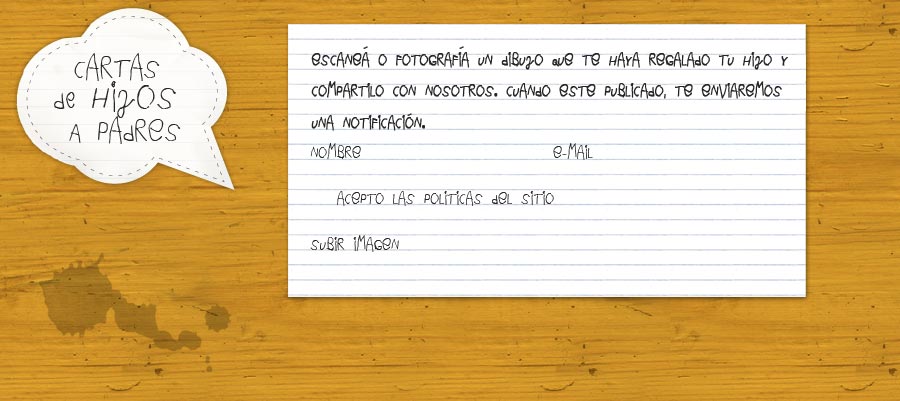 CARTAS
de HIJOS
A PADRES
ESCANEÁ O FOTOGRAFÍA UN DIBUJO QUE TE HAYA REGALADO TU HIJO Y
COMPARTILO CON NOSOTROS. CUANDO ESTE PUBLICADO, TE ENVIAREMOS
UNA NOTIFICACIÓN.
NOMBRE E-MAIL
ACEPTO LAS POLITICAS DEL SITIO
SUBIR IMAGEN